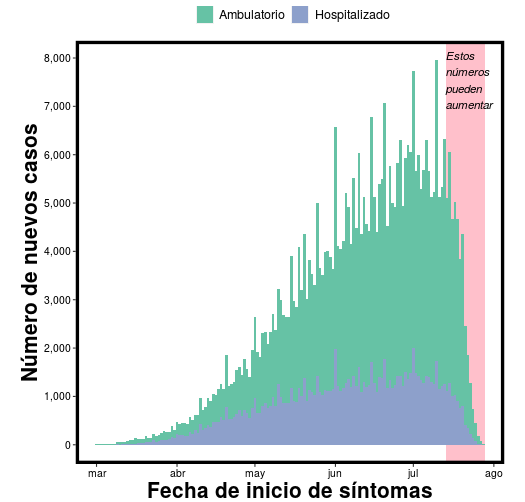 Ambulatorio Hospitalizado
Estos
números
pueden
aumentar
8,000
7,000
6,000
5,000
4,000
3,000
2,000
1,000
0
Número de nuevos casos
mar abr may jun jul ago
Fecha de inicio de síntomas